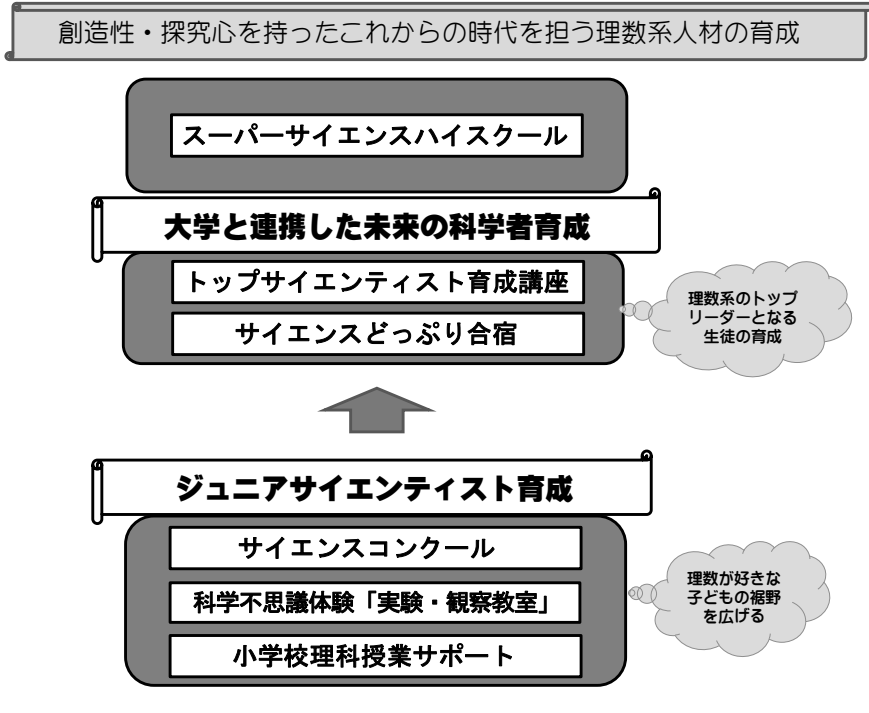 創造性・探究心を持ったこれからの時代を担う理数系人材の育成
スーパーサイエンスハイスクール
大学と連携した未来の科学者育成
トップサイエンティスト育成講座
サイエンスどっぷり合宿
理数系のトップ
リーダーとなる
生徒の育成
ジュニアサイエンティスト育成
サイエンスコンクール
科学不思議体験「実験・観察教室」
小学校理科授業サポート
理数が好きな
子どもの裾野
を広げる